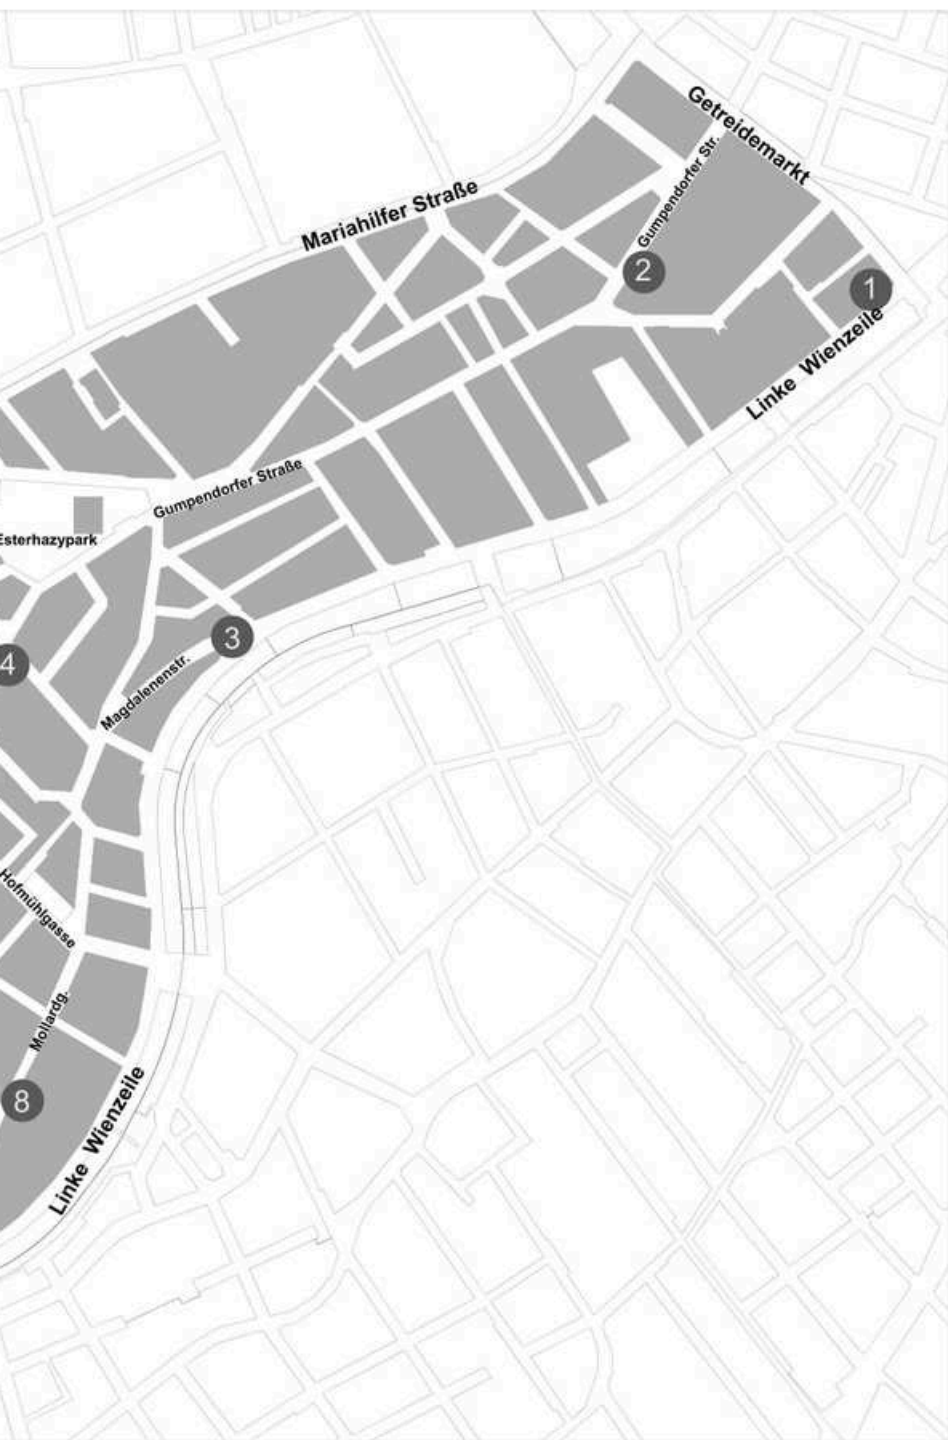 Getreidemarkt
Gumpendorfer Str.
Mariahilfer Straße
2
1
Linke Wienzeile
Gumpendorfer Straße
Esterhazypark
3
4
Magdalenenstr.
Hofmühlgasse
Mollardg.
8
Linke Wienzeile